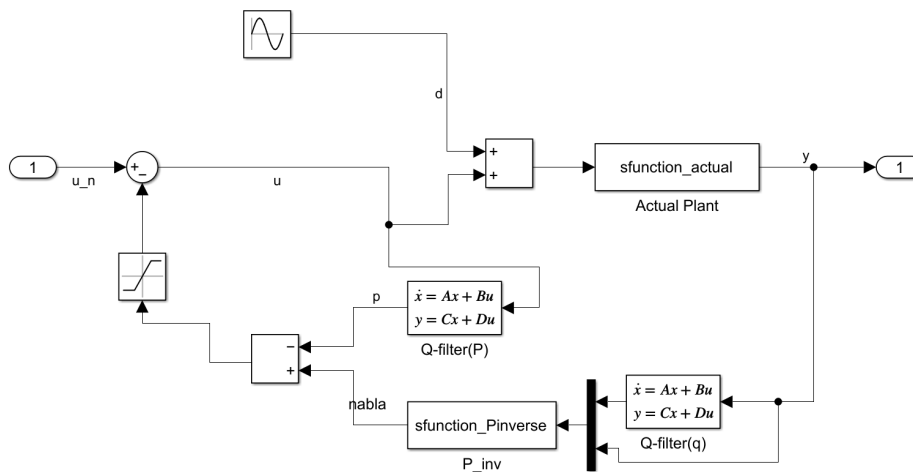 d
+
+
1
u_n
+
−
u
sfunction_actual
Actual Plant
y
1
p
ẋ = Ax + Bu
y = Cx + Du
Q-filter(P)
−
+
nabla
sfunction_Pinverse
P_inv
ẋ = Ax + Bu
y = Cx + Du
Q-filter(q)